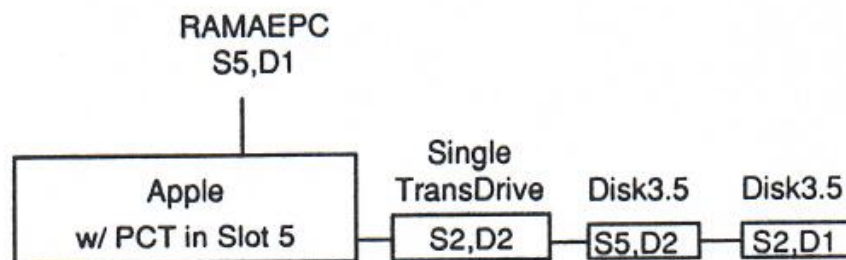 RAMAEPC
S5,D1
Apple
w/ PCT in Slot 5
Single
TransDrive
S2,D2
Disk3.5
S5,D2
Disk3.5
S2,D1